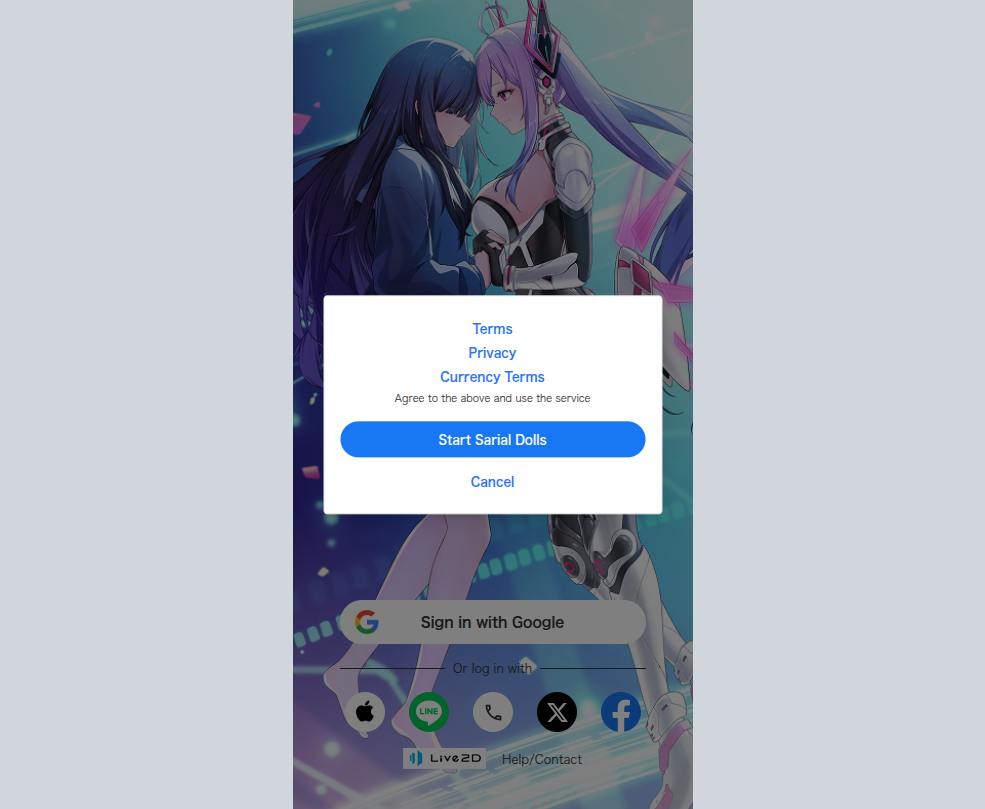 Terms
Privacy
Currency Terms
Agree to the above and use the service
Start Sarial Dolls
Cancel
Sign in with Google
Or log in with
LINE
Live2D
Help/Contact